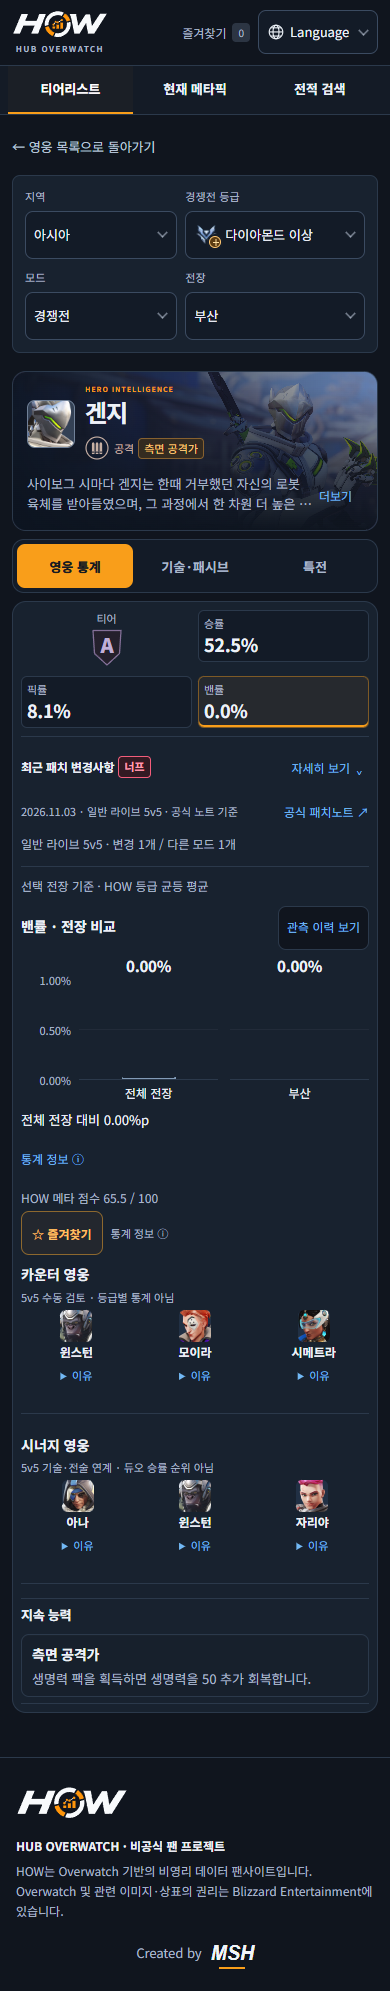 HOW
HUB OVERWATCH
즐겨찾기 0
Language
티어리스트 현재 메타픽 전적 검색
← 영웅 목록으로 돌아가기
지역 경쟁전 등급
아시아 다이아몬드 이상
모드 전장
경쟁전 부산
HERO INTELLIGENCE
겐지
공격 측면 공격가
사이보그 시마다 겐지는 한때 거부했던 자신의 로봇
육체를 받아들였으며, 그 과정에서 한 차원 더 높은 … 더보기
영웅 통계 기술·패시브 특전
티어 승률
A 52.5%
픽률 밴률
8.1% 0.0%
최근 패치 변경사항 너프 자세히 보기 ⌄
2026.11.03 · 일반 라이브 5v5 · 공식 노트 기준 공식 패치노트 ↗
일반 라이브 5v5 · 변경 1개 / 다른 모드 1개
선택 전장 기준 · HOW 등급 균등 평균
밴률 · 전장 비교 관측 이력 보기
0.00% 0.00%
1.00%
0.50%
0.00%
전체 전장 부산
전체 전장 대비 0.00%p
통계 정보 ⓘ
HOW 메타 점수 65.5 / 100
☆ 즐겨찾기 통계 정보 ⓘ
카운터 영웅
5v5 수동 검토 · 등급별 통계 아님
윈스턴 모이라 시메트라
▶ 이유 ▶ 이유 ▶ 이유
시너지 영웅
5v5 기술·전술 연계 · 듀오 승률 순위 아님
아나 윈스턴 자리야
▶ 이유 ▶ 이유 ▶ 이유
지속 능력
측면 공격가
생명력 팩을 획득하면 생명력을 50 추가 회복합니다.
HOW
HUB OVERWATCH · 비공식 팬 프로젝트
HOW는 Overwatch 기반의 비영리 데이터 팬사이트입니다.
Overwatch 및 관련 이미지·상표의 권리는 Blizzard Entertainment에
있습니다.
Created by MSH